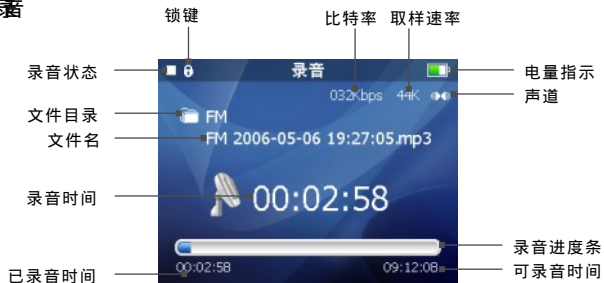 录音
锁键
比特率
取样速率
录音状态
录音
电量指示
032Kbps 44K
声道
文件目录
FM
文件名
FM 2006-05-06 19:27:05.mp3
录音时间
00:02:58
录音进度条
已录音时间
00:02:58
09:12:08
可录音时间